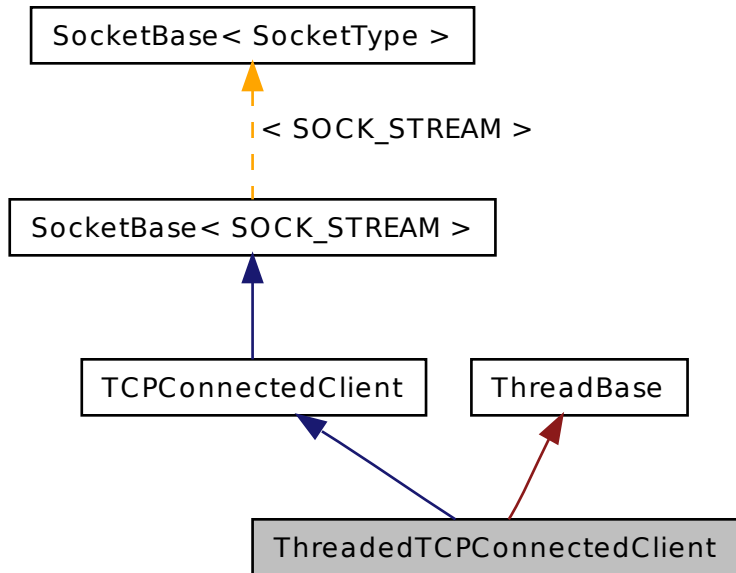 SocketBase< SocketType >
< SOCK_STREAM >
SocketBase< SOCK_STREAM >
TCPConnectedClient
ThreadBase
ThreadedTCPConnectedClient